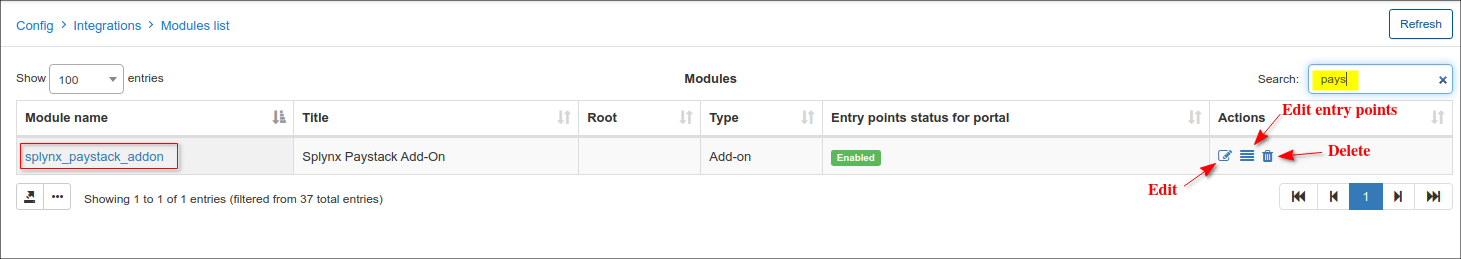 Config > Integrations > Modules list
Refresh
Show 100 entries
Modules
Search: pays ×
Edit entry points
Module name Title Root Type Entry points status for portal Actions
Delete
splynx_paystack_addon Splynx Paystack Add-On Add-on Enabled
Edit
••• Showing 1 to 1 of 1 entries (filtered from 37 total entries) 1